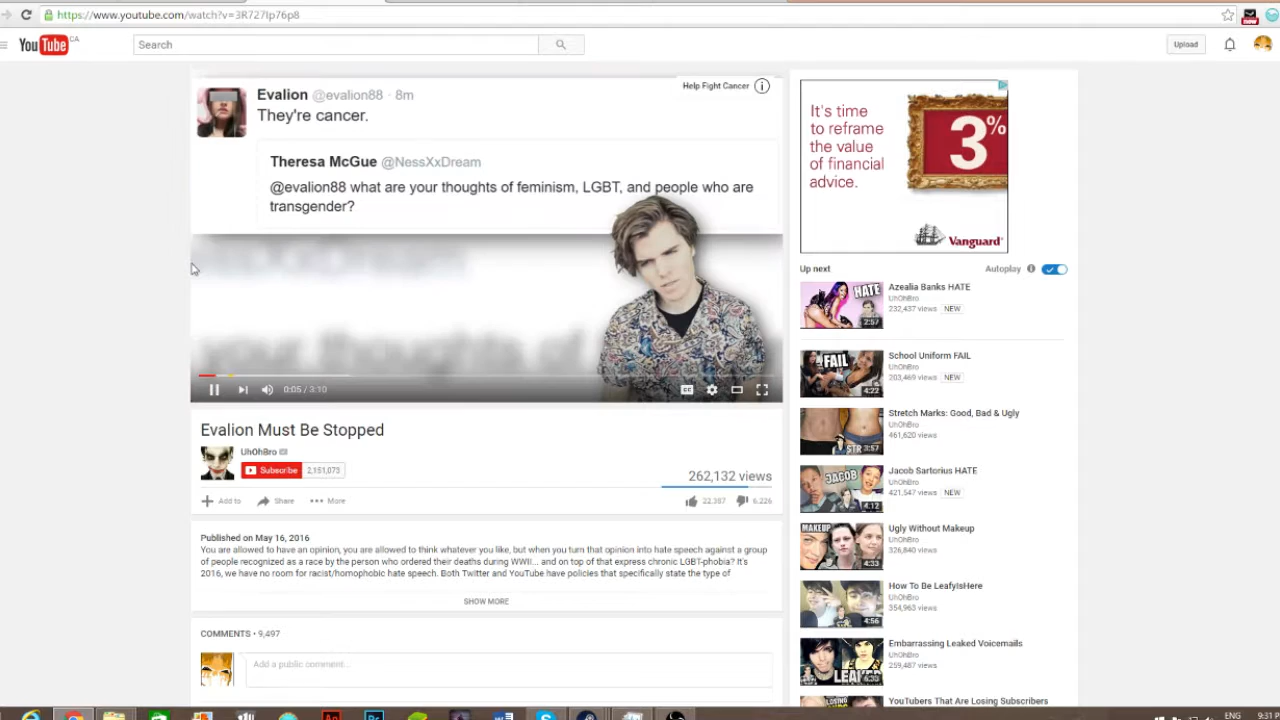 https://www.youtube.com/watch?v=3R727Ip76p8
YouTube CA
Search
Upload
Evalion @evalion88 · 8m
They're cancer.
Theresa McGue @NessXxDream
@evalion88 what are your thoughts of feminism, LGBT, and people who are
transgender?
Help Fight Cancer
0:05 / 3:10
CC
Evalion Must Be Stopped
UhOhBro
Subscribe 2,151,073
262,132 views
Add to Share More
22,387 6,226
Published on May 16, 2016
You are allowed to have an opinion, you are allowed to think whatever you like, but when you turn that opinion into hate speech against a group
of people recognized as a race by the person who ordered their deaths during WWII... and on top of that express chronic LGBT-phobia? It's
2016, we have no room for racist/homophobic hate speech. Both Twitter and YouTube have policies that specifically state the type of
SHOW MORE
COMMENTS • 9,497
Add a public comment...
It's time
to reframe
the value
of financial
advice.
3%
Vanguard
Up next
Autoplay
HATE
2:57
Azealia Banks HATE
UhOhBro
232,437 views NEW
FAIL
4:22
School Uniform FAIL
UhOhBro
203,469 views NEW
3:57
Stretch Marks: Good, Bad & Ugly
UhOhBro
461,620 views
JACOB
4:12
Jacob Sartorius HATE
UhOhBro
421,547 views NEW
MAKEUP
4:33
Ugly Without Makeup
UhOhBro
326,840 views
4:56
How To Be LeafyIsHere
UhOhBro
354,963 views
LEAKED
Embarrassing Leaked Voicemails
UhOhBro
259,487 views
YouTubers That Are Losing Subscribers
ENG
9:31 P